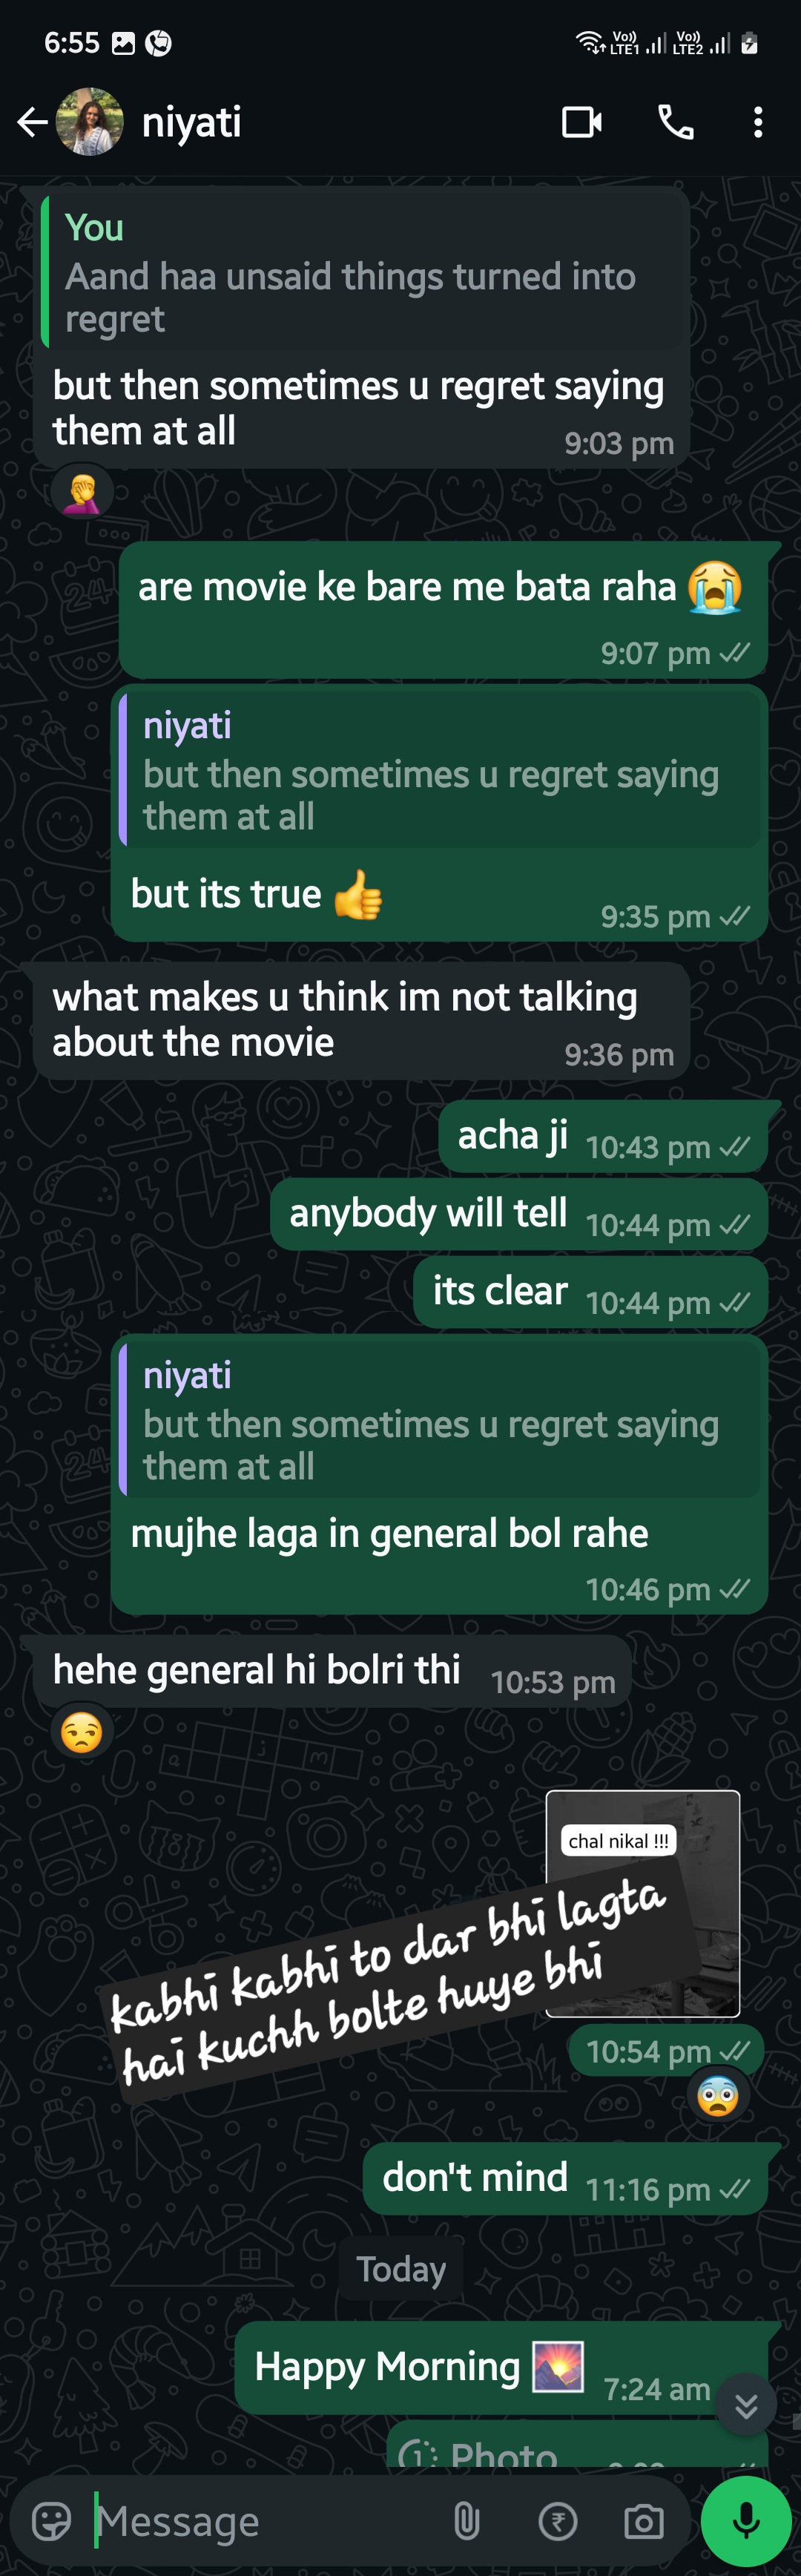 6:55
Vo)) LTE1 Vo)) LTE2
niyati
You
Aand haa unsaid things turned into
regret
but then sometimes u regret saying
them at all
9:03 pm
are movie ke bare me bata raha 😭
9:07 pm
niyati
but then sometimes u regret saying
them at all
but its true 👍
9:35 pm
what makes u think im not talking
about the movie
9:36 pm
acha ji 10:43 pm
anybody will tell 10:44 pm
its clear 10:44 pm
niyati
but then sometimes u regret saying
them at all
mujhe laga in general bol rahe
10:46 pm
hehe general hi bolri thi 10:53 pm
chal nikal !!!
kabhi kabhi to dar bhi lagta
hai kuchh bolte huye bhi
10:54 pm
don't mind 11:16 pm
Today
Happy Morning 🌄 7:24 am
1 Photo
Message